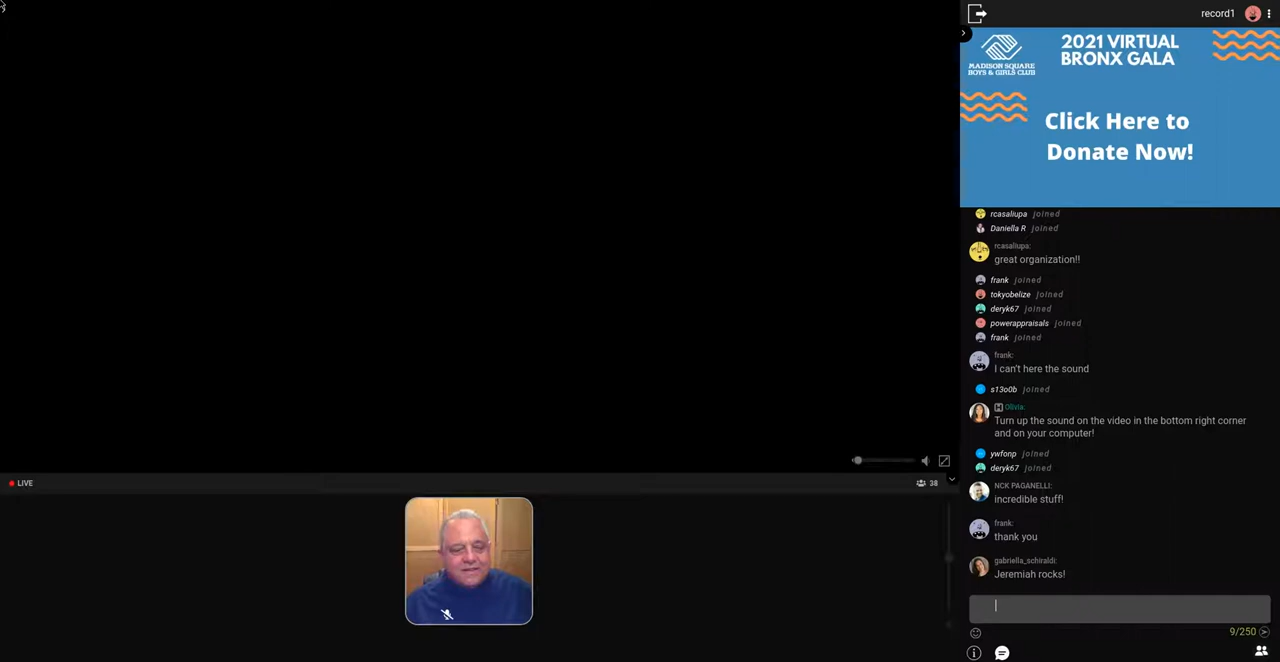 record1
MADISON SQUARE
BOYS & GIRLS CLUB
2021 VIRTUAL
BRONX GALA
Click Here to
Donate Now!
rcasaliupa joined
Daniella R joined
rcasaliupa:
great organization!!
frank joined
tokyobelize joined
deryk67 joined
powerappraisals joined
frank joined
frank:
I can't here the sound
s13o0b joined
H Olivia:
Turn up the sound on the video in the bottom right corner
and on your computer!
ywfonp joined
deryk67 joined
NCK PAGANELLI:
incredible stuff!
frank:
thank you
gabriella_schiraldi:
Jeremiah rocks!
9/250
LIVE
38